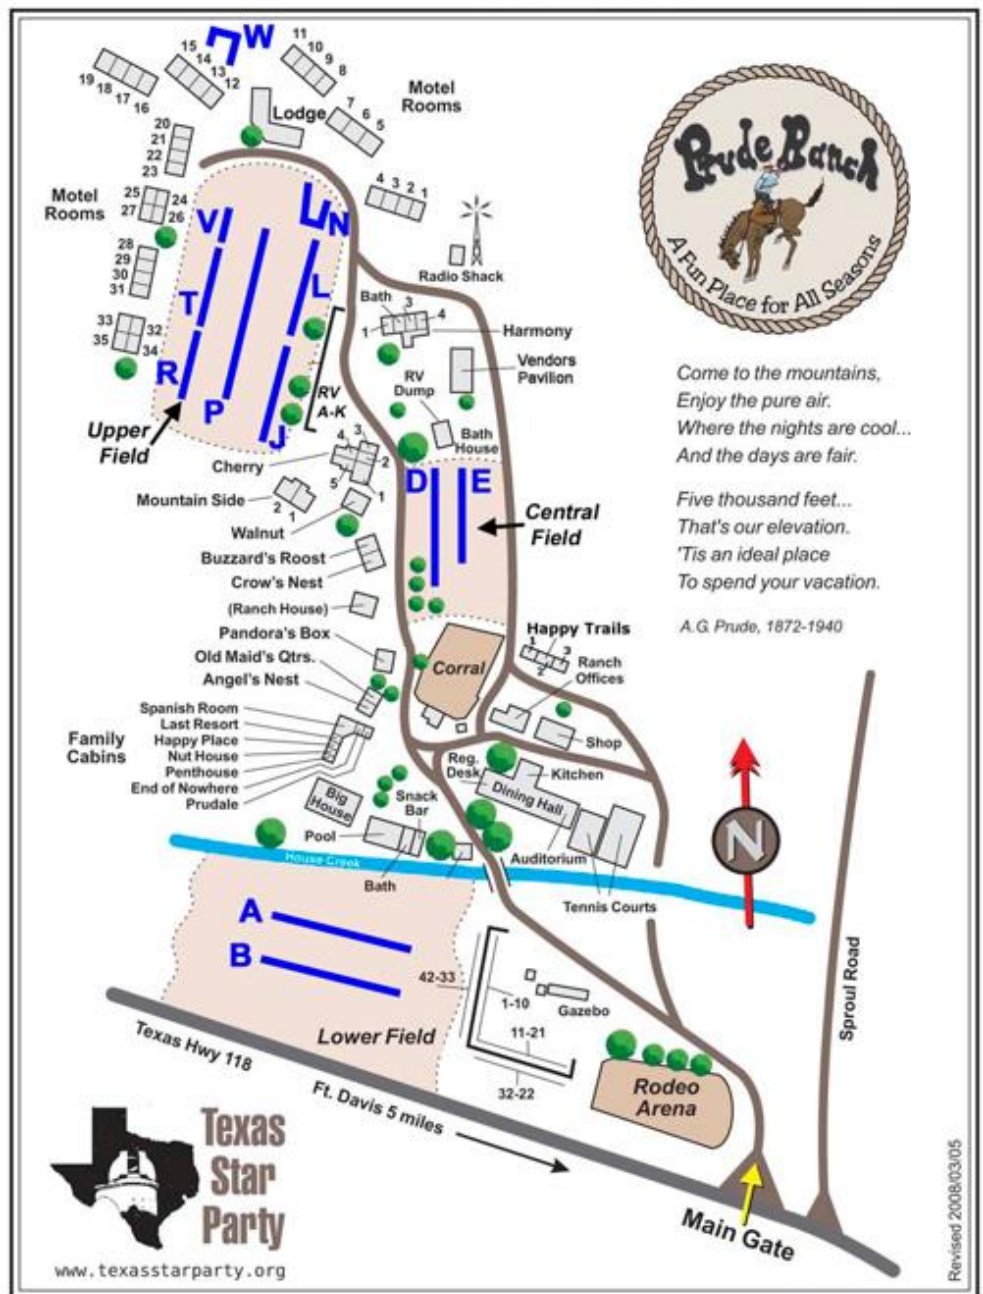 W
15
14
13
12
11
10
9
8
19
18
17
16
Lodge
7
6
5
Motel
Rooms
20
21
22
23
4 3 2 1
Motel
Rooms
25
27
24
26
V
N
28
29
30
31
T
L
Radio Shack
Bath
3
4
1
Harmony
33
35
32
34
R
P
J
RV
A-K
RV
Dump
Vendors
Pavilion
Upper
Field
Bath
House
Cherry
4
3
2
5
1
D
E
Mountain Side
2
1
Walnut
Central
Field
Buzzard's Roost
Crow's Nest
(Ranch House)
Pandora's Box
Old Maid's Qtrs.
Angel's Nest
Happy Trails
1
3
2
Corral
Ranch
Offices
Family
Cabins
Spanish Room
Last Resort
Happy Place
Nut House
Penthouse
End of Nowhere
Prudale
Shop
Reg.
Desk
Kitchen
Dining Hall
Big
House
Snack
Bar
Pool
Auditorium
House Creek
Bath
Tennis Courts
A
B
42-33
1-10
Gazebo
11-21
Lower Field
32-22
Texas Hwy 118
Ft. Davis 5 miles
Rodeo
Arena
Main Gate
Sproul Road
N
Prude Ranch
A Fun Place for All Seasons
Come to the mountains,
Enjoy the pure air.
Where the nights are cool...
And the days are fair.
Five thousand feet...
That's our elevation.
'Tis an ideal place
To spend your vacation.
A.G. Prude, 1872-1940
Texas
Star
Party
www.texasstarparty.org
Revised 2008/03/05